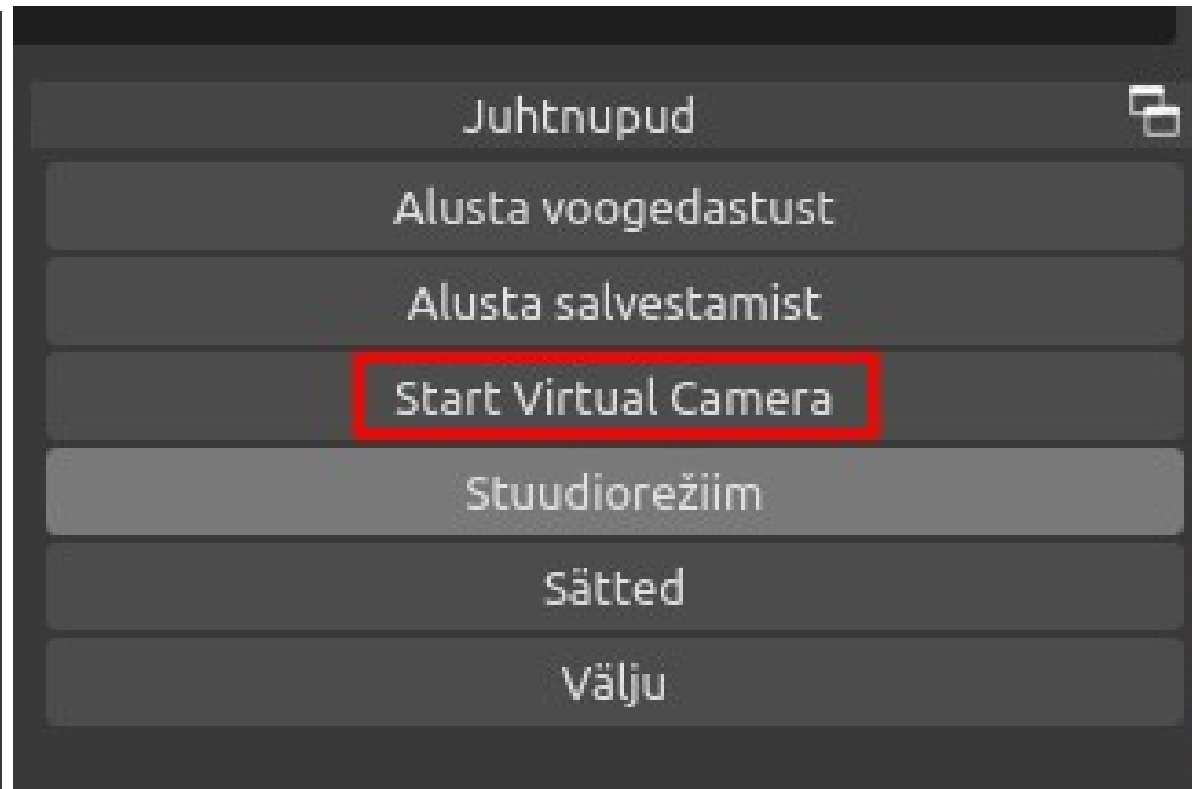 Juhtnupud
Alusta voogedastust
Alusta salvestamist
Start Virtual Camera
Stuudiorežiim
Sätted
Välju